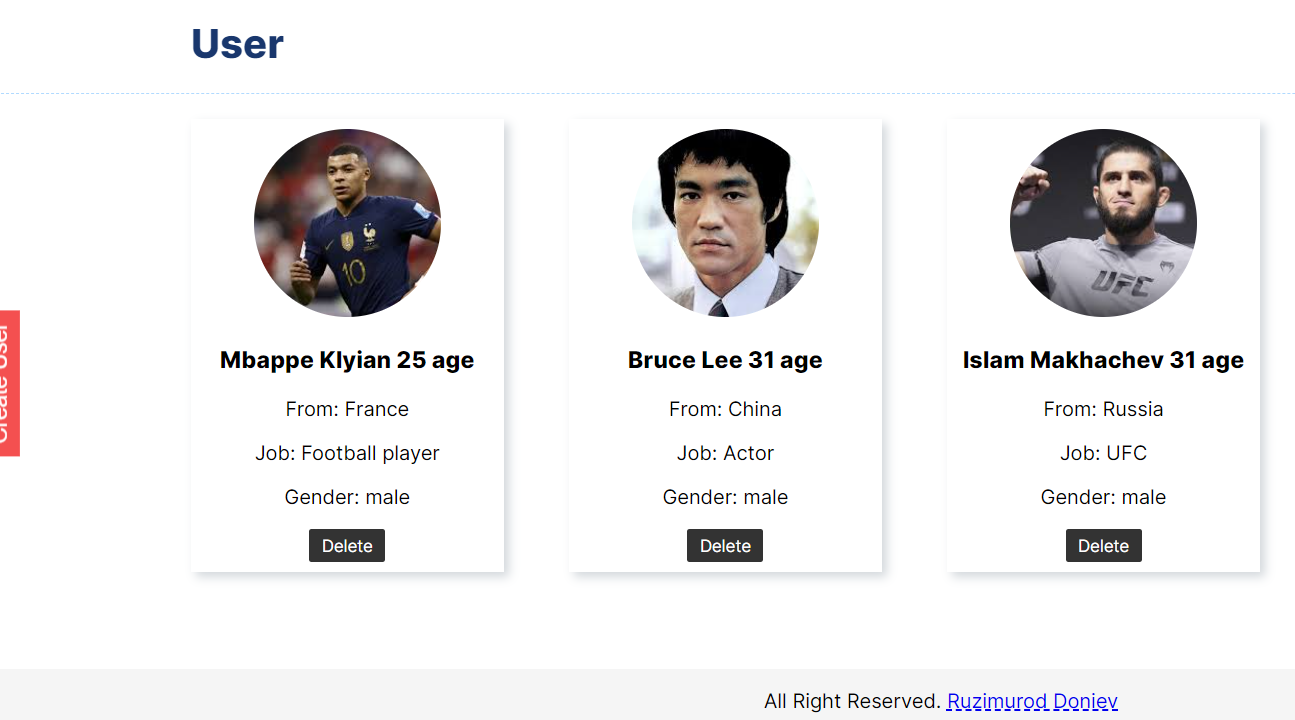 User
10
UFC
Mbappe Klyian 25 age
Bruce Lee 31 age
Islam Makhachev 31 age
From: France
From: China
From: Russia
Job: Football player
Job: Actor
Job: UFC
Gender: male
Gender: male
Gender: male
Delete
Delete
Delete
Create User
All Right Reserved. Ruzimurod Doniev